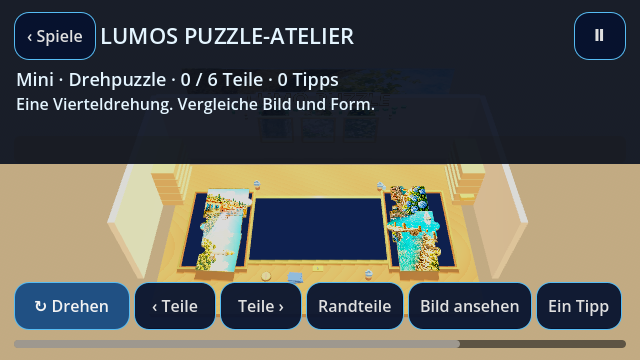 ‹ Spiele
LUMOS PUZZLE-ATELIER
⏸
Mini · Drehpuzzle · 0 / 6 Teile · 0 Tipps
Eine Vierteldrehung. Vergleiche Bild und Form.
↻ Drehen
‹ Teile
Teile ›
Randteile
Bild ansehen
Ein Tipp